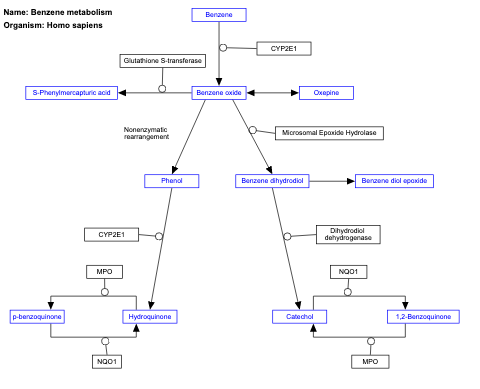 Name: Benzene metabolism
Organism: Homo sapiens
Benzene
CYP2E1
Glutathione S-transferase
S-Phenylmercapturic acid
Benzene oxide
Oxepine
Nonenzymatic
rearrangement
Microsomal Epoxide Hydrolase
Phenol
Benzene dihydrodiol
Benzene diol epoxide
CYP2E1
Dihydrodiol
dehydrogenase
MPO
NQO1
p-benzoquinone
Hydroquinone
Catechol
1,2-Benzoquinone
NQO1
MPO